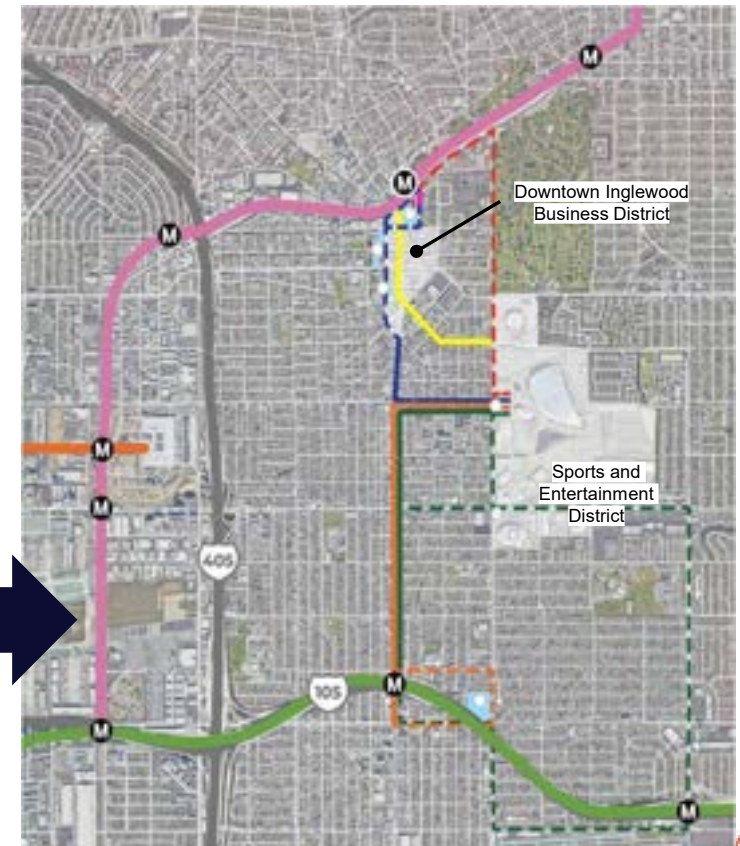 M
M
Downtown Inglewood
Business District
M
M
M
Sports and
Entertainment
District
405
M
105
M
M